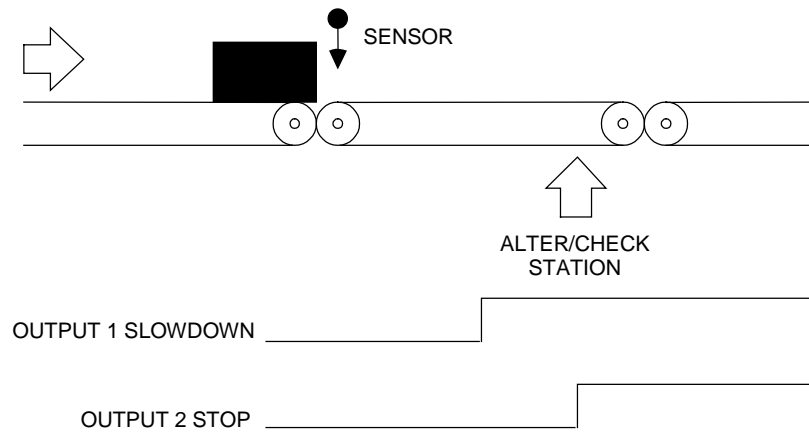 SENSOR
ALTER/CHECK
STATION
OUTPUT 1 SLOWDOWN
OUTPUT 2 STOP